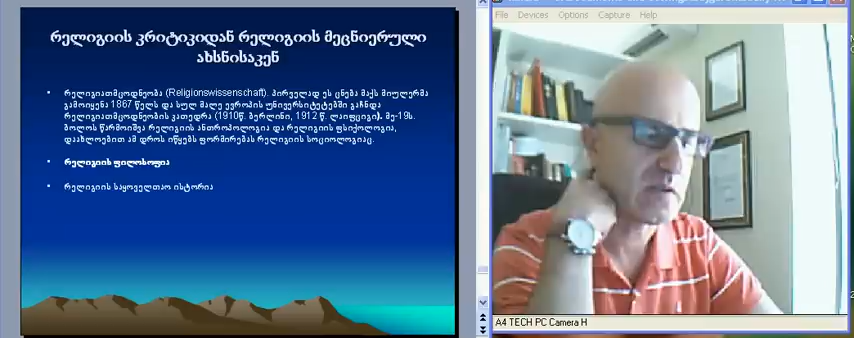 რელიგიის კრიტიკიდან რელიგიის მეცნიერული
ახსნისაკენ
• რელიგიათმცოდნეობა (Religionswissenschaft). პირველად ეს ცნება მაქს მიულერმა
გამოიყენა 1867 წელს და სულ მალე ევროპის უნივერსიტეტებში გაჩნდა
რელიგიათმცოდნეობის კათედრა (1910წ. ბერლინი, 1912 წ. ლაიფციგი). მე-19ს.
ბოლოს წარმოიშვა რელიგიის ანთროპოლოგია და რელიგიის ფსიქოლოგია,
დაახლოებით ამ დროს იწყებს ფორმირებას რელიგიის სოციოლოგიაც.
• რელიგიის ფილოსოფია
• რელიგიის საყოველთაო ისტორია
File Devices Options Capture Help
A4 TECH PC Camera H